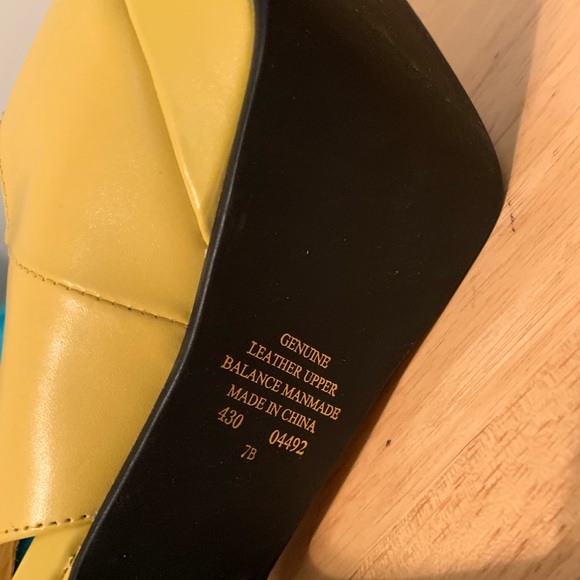 GENUINE
LEATHER UPPER
BALANCE MANMADE
MADE IN CHINA
430 04492
7B